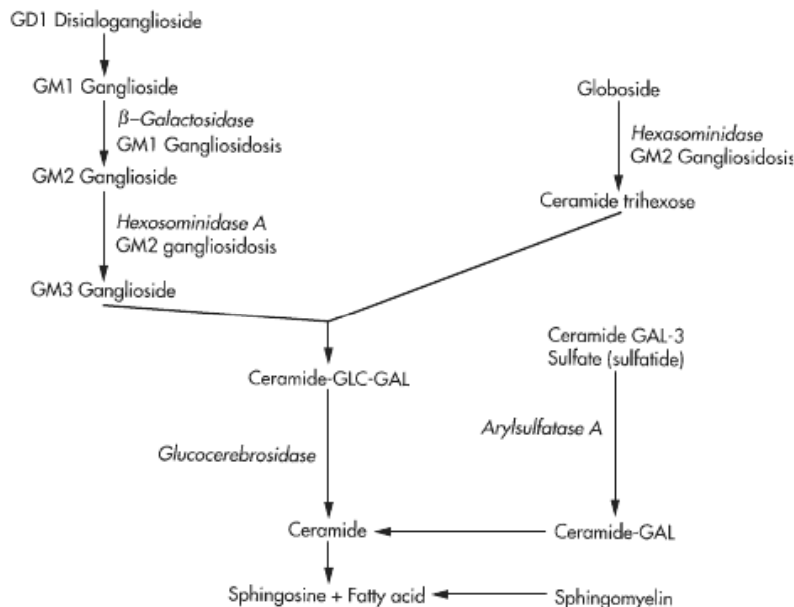 GD1 Disialoganglioside
GM1 Ganglioside
β–Galactosidase
GM1 Gangliosidosis
GM2 Ganglioside
Hexosominidase A
GM2 gangliosidosis
GM3 Ganglioside
Globoside
Hexasominidase
GM2 Gangliosidosis
Ceramide trihexose
Ceramide-GLC-GAL
Glucocerebrosidase
Ceramide GAL-3
Sulfate (sulfatide)
Arylsulfatase A
Ceramide
Ceramide-GAL
Sphingosine + Fatty acid
Sphingomyelin